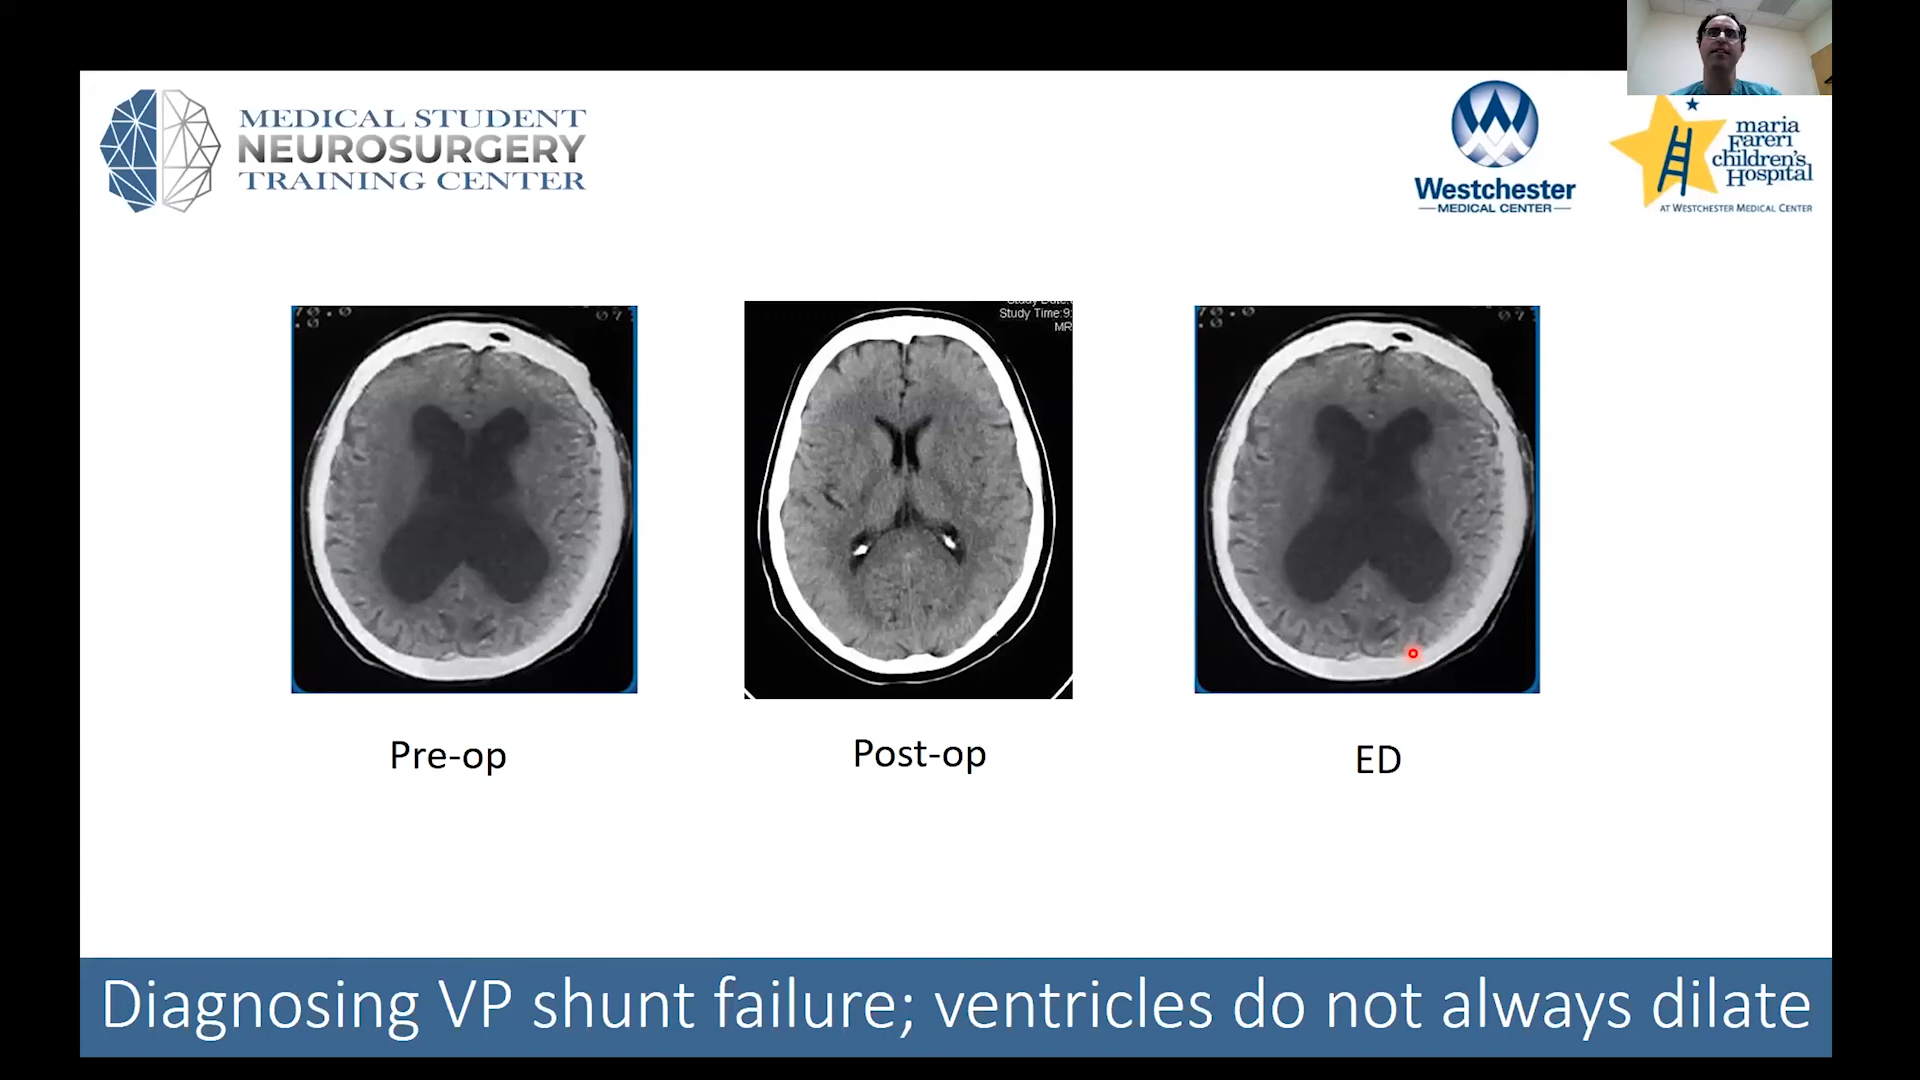 MEDICAL STUDENT
NEUROSURGERY
TRAINING CENTER
Westchester
MEDICAL CENTER
maria
Fareri
children's
Hospital
AT WESTCHESTER MEDICAL CENTER
Study Time:9:
MR
Pre-op
Post-op
ED
Diagnosing VP shunt failure; ventricles do not always dilate